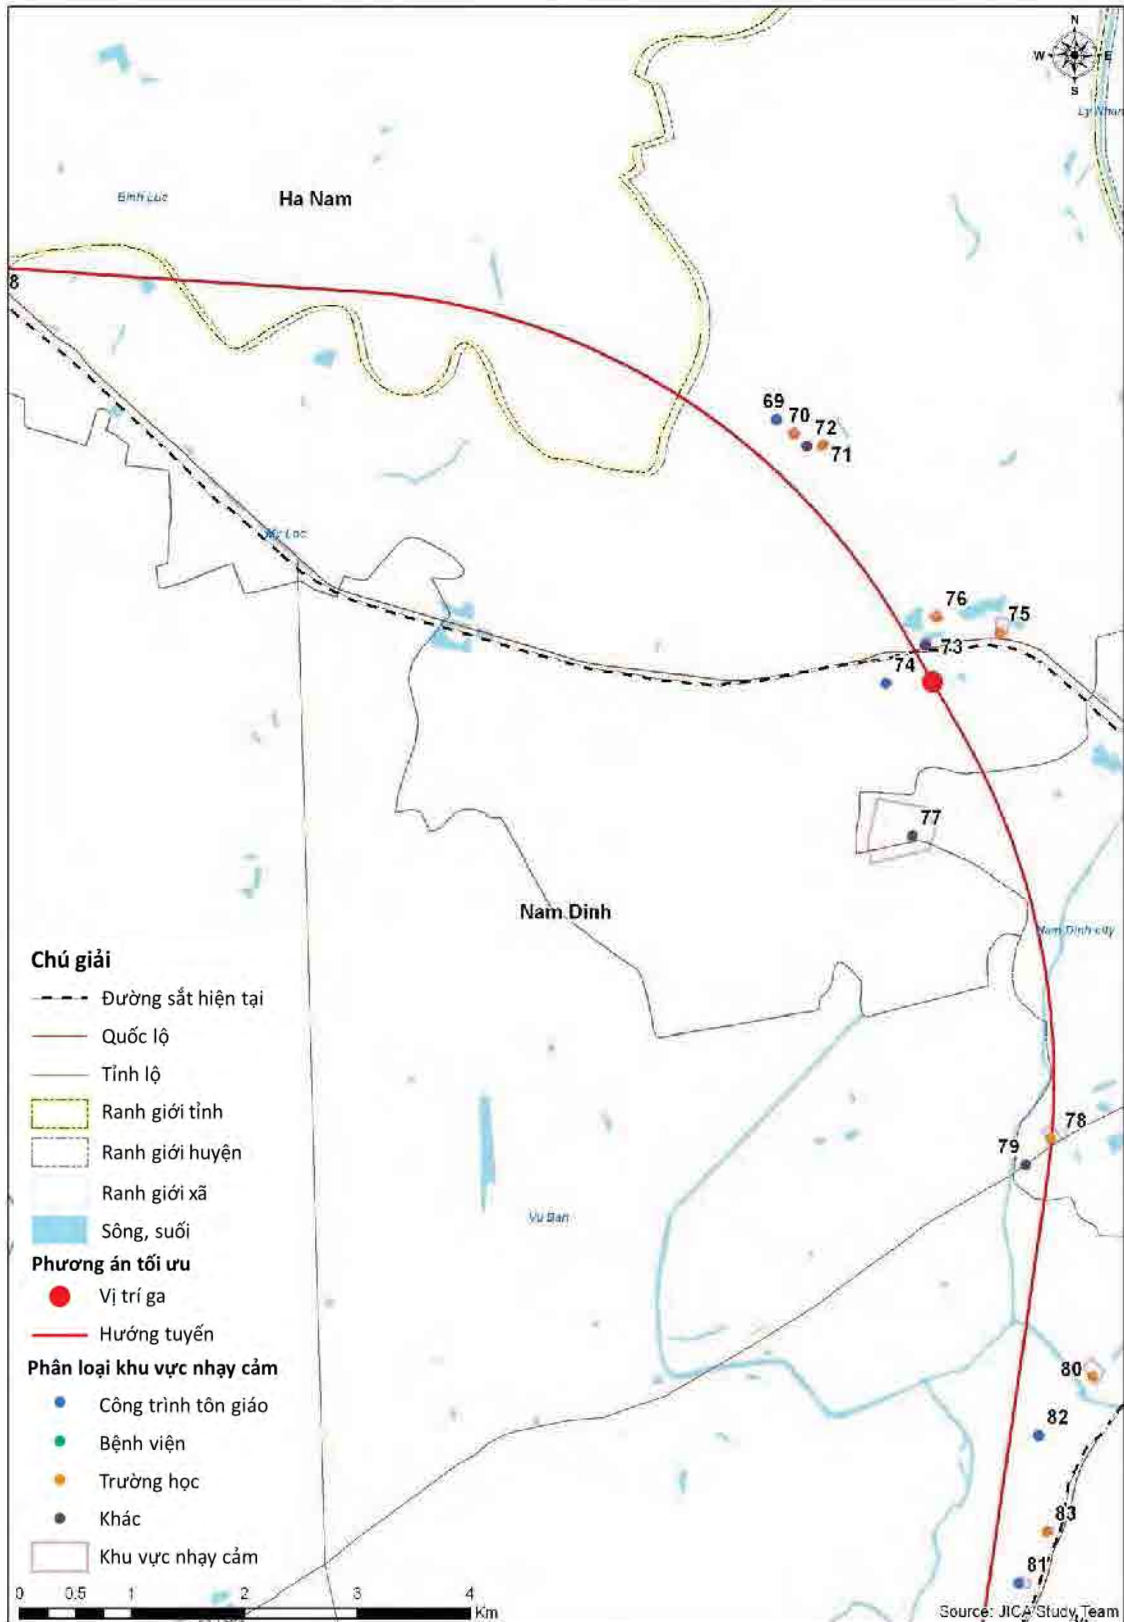 N
W E
S
Ly Nhan
Binh Luc
Ha Nam
8
69
70
72
71
My Loc
76
75
73
74
77
Nam Dinh
Nam Dinh city
78
79
Vu Ban
80
82
83
81
Chú giải
Đường sắt hiện tại
Quốc lộ
Tỉnh lộ
Ranh giới tỉnh
Ranh giới huyện
Ranh giới xã
Sông, suối
Phương án tối ưu
Vị trí ga
Hướng tuyến
Phân loại khu vực nhạy cảm
Công trình tôn giáo
Bệnh viện
Trường học
Khác
Khu vực nhạy cảm
0 0.5 1 2 3 4
Km
Source: JICA Study Team